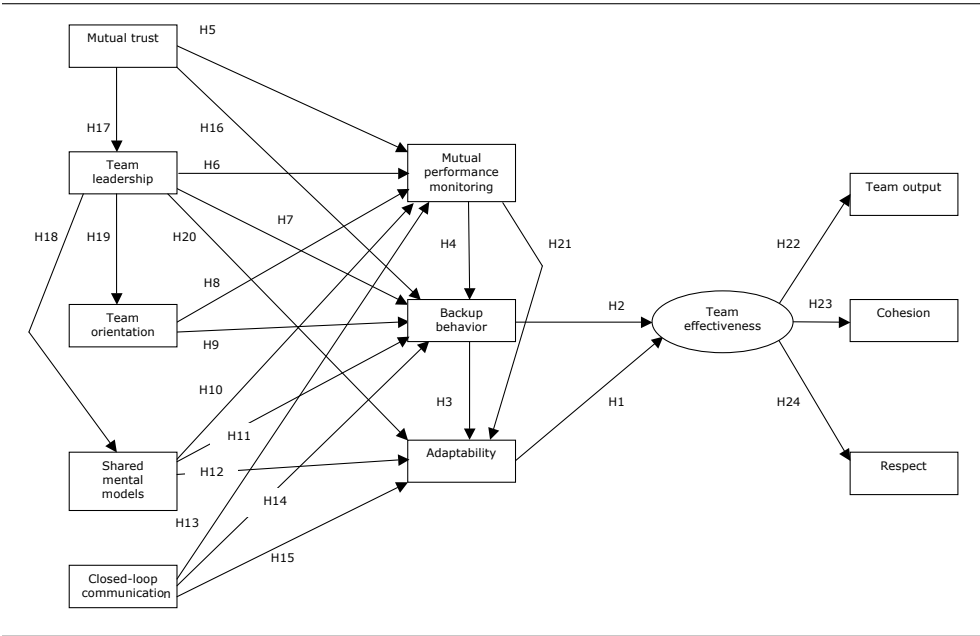 Mutual trust
H5
H17
H16
Team
leadership
H6
Mutual
performance
monitoring
Team output
H18
H19
H20
H7
H4
H21
H22
H8
Team
orientation
H9
Backup
behavior
H2
Team
effectiveness
H23
Cohesion
H10
H11
H3
H1
H24
Adaptability
Shared
mental
models
H12
Respect
H13
H14
H15
Closed-loop
communication